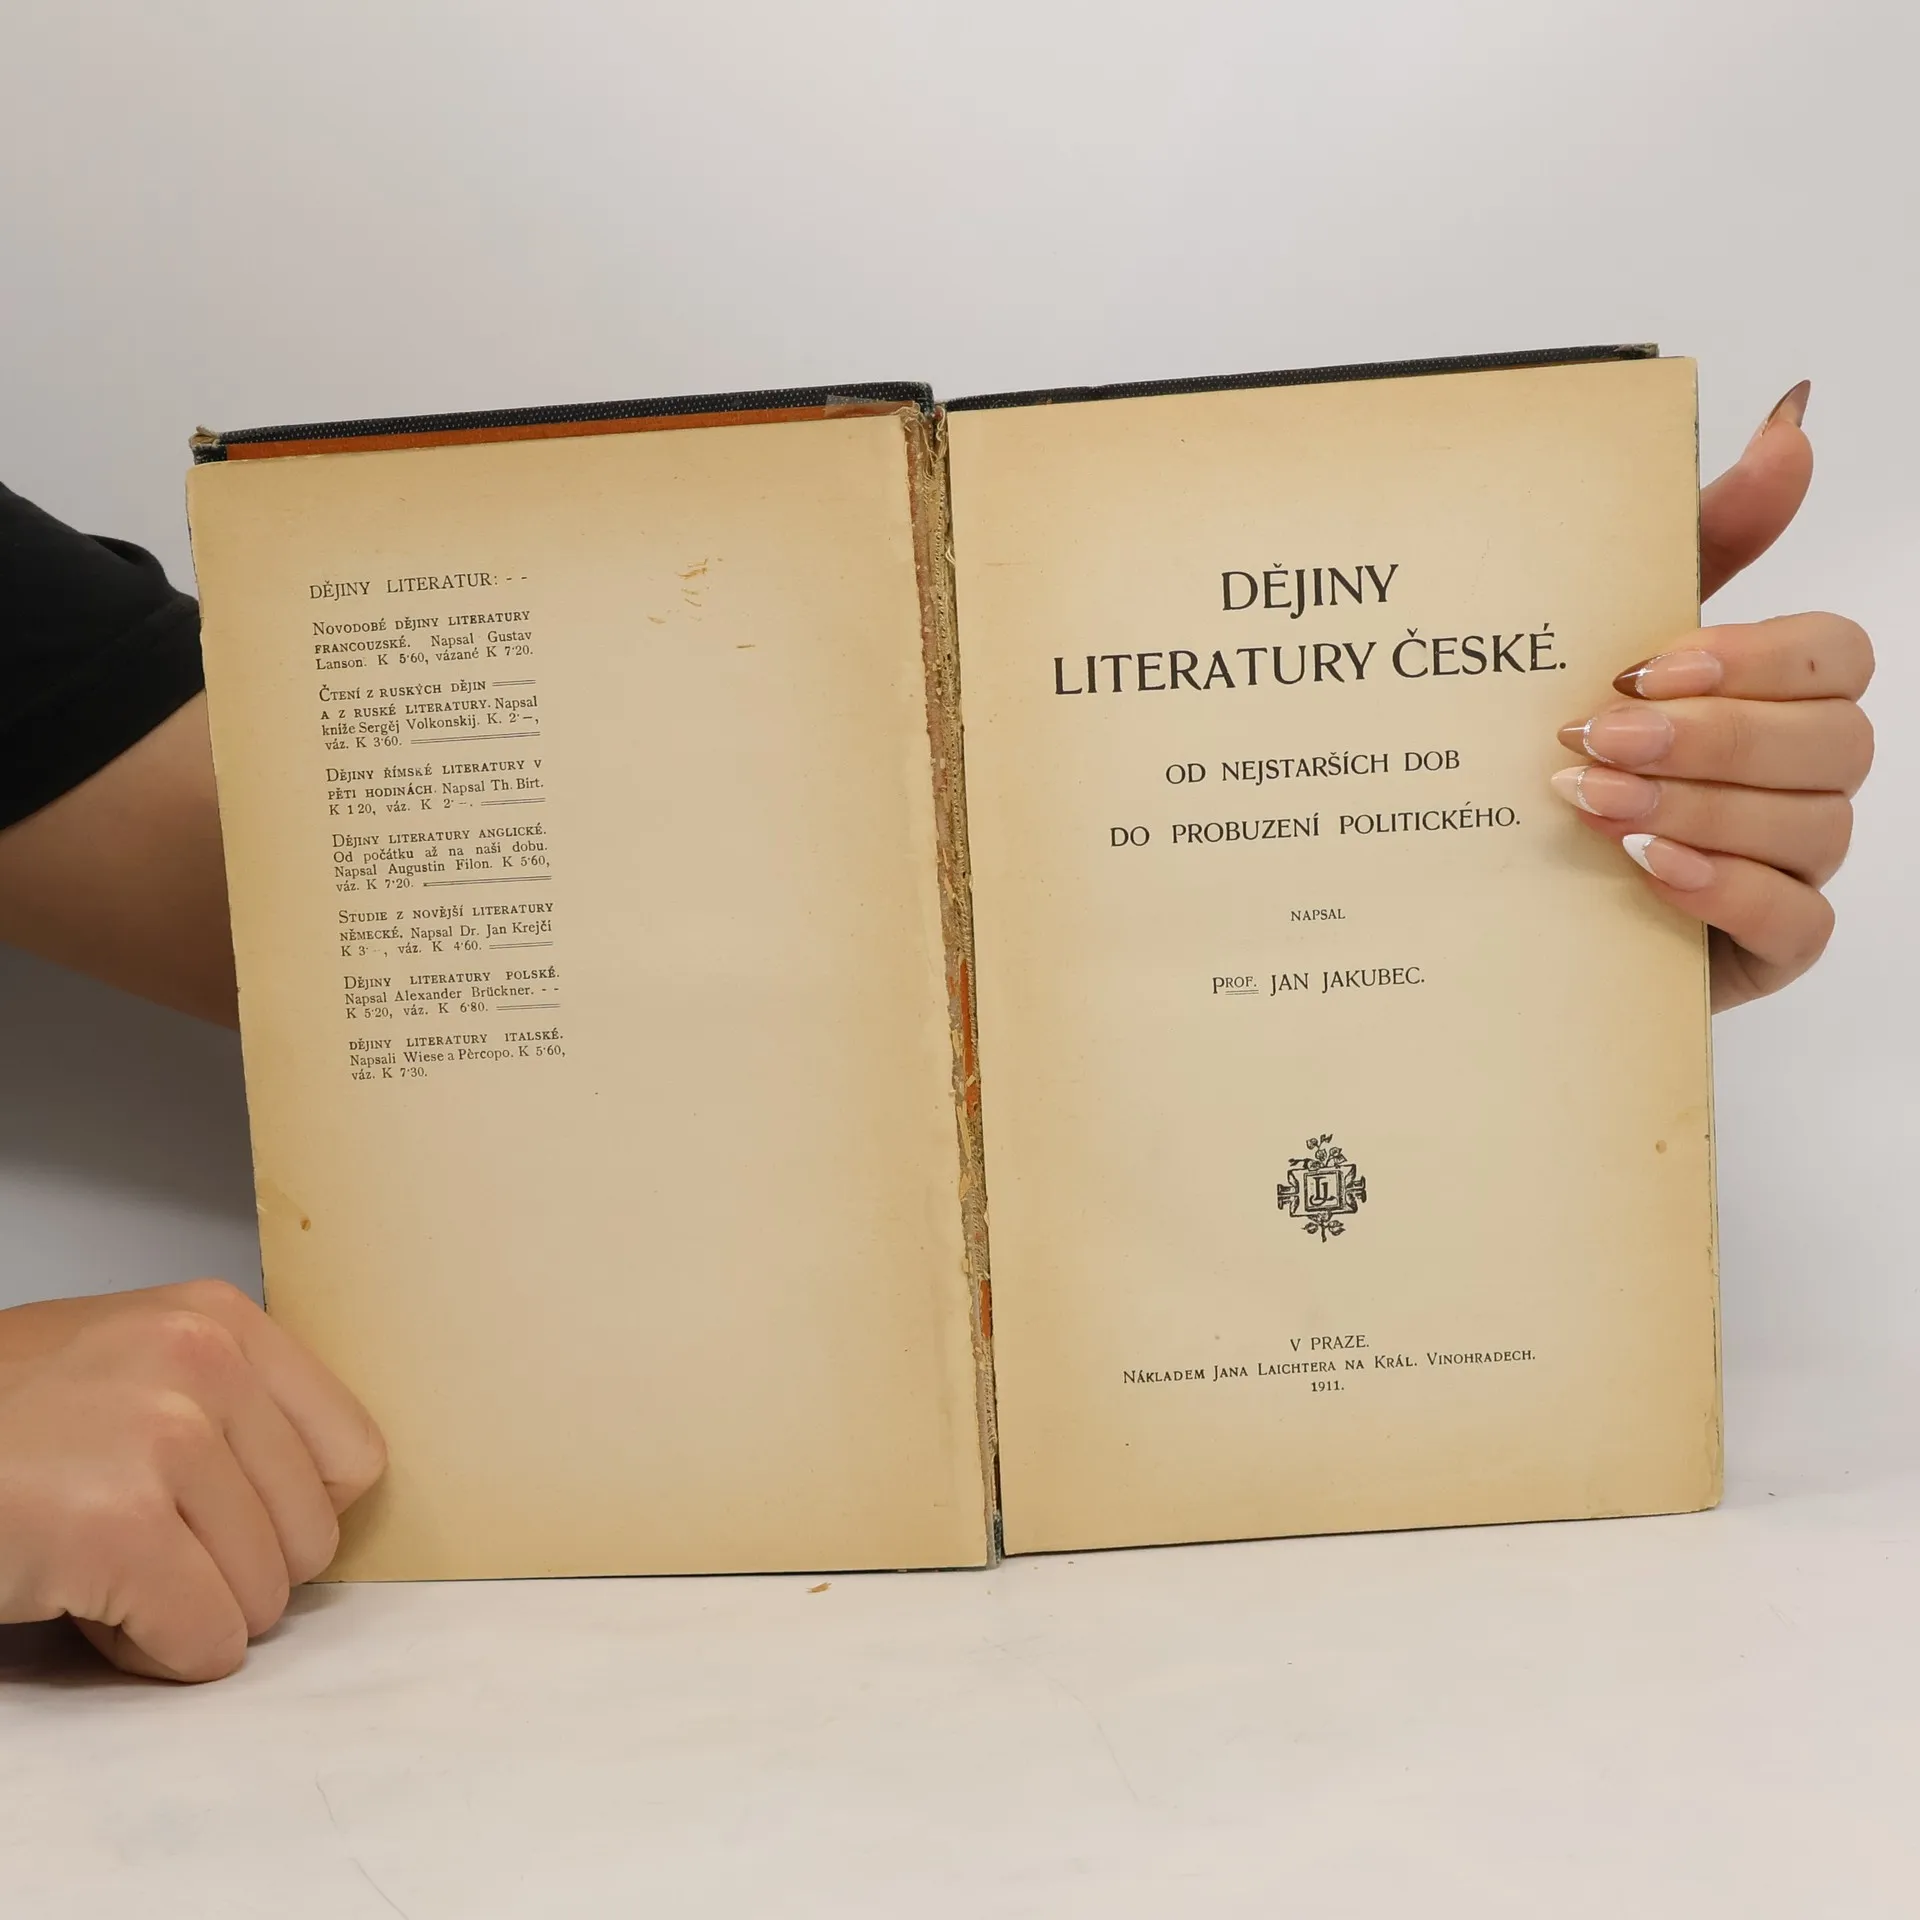 DĚJINY LITERATUR: - -
NOVODOBÉ DĚJINY LITERATURY
FRANCOUZSKÉ. Napsal Gustav
Lanson. K 5·60, vázané K 7·20.
ČTENÍ Z RUSKÝCH DĚJIN
A Z RUSKÉ LITERATURY. Napsal
kníže Sergěj Volkonskij. K. 2·—,
váz. K 3·60.
DĚJINY ŘÍMSKÉ LITERATURY V
PĚTI HODINÁCH. Napsal Th. Birt.
K 1 20, váz. K 2·—.
DĚJINY LITERATURY ANGLICKÉ.
Od počátku až na naši dobu.
Napsal Augustin Filon. K 5·60,
váz. K 7·20.
STUDIE Z NOVĚJŠÍ LITERATURY
NĚMECKÉ. Napsal Dr. Jan Krejčí
K 3·—, váz. K 4·60.
DĚJINY LITERATURY POLSKÉ.
Napsal Alexander Brückner. - -
K 5·20, váz. K 6·80.
DĚJINY LITERATURY ITALSKÉ.
Napsali Wiese a Pèrcopo. K 5·60,
váz. K 7·30.
DĚJINY
LITERATURY ČESKÉ.
OD NEJSTARŠÍCH DOB
DO PROBUZENÍ POLITICKÉHO.
NAPSAL
PROF. JAN JAKUBEC.
JL
V PRAZE.
NÁKLADEM JANA LAICHTERA NA KRÁL. VINOHRADECH.
1911.